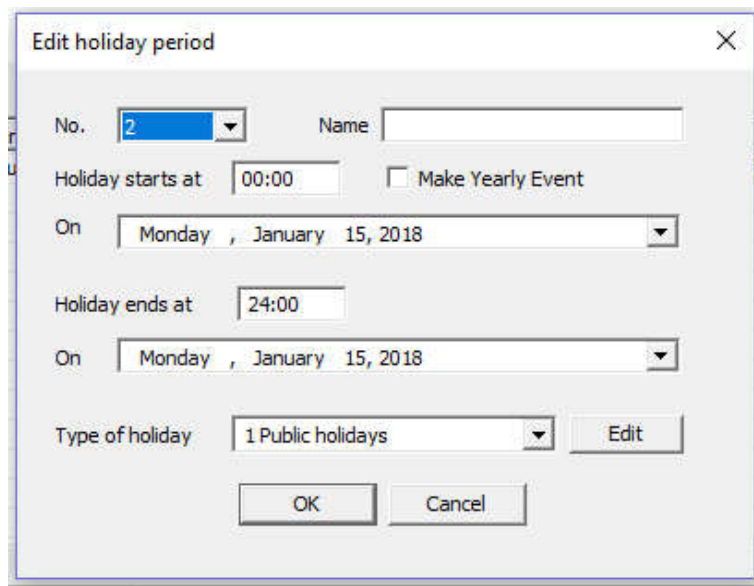 Edit holiday period
No. 2 Name
Holiday starts at 00:00 Make Yearly Event
On Monday , January 15, 2018
Holiday ends at 24:00
On Monday , January 15, 2018
Type of holiday 1 Public holidays Edit
OK Cancel